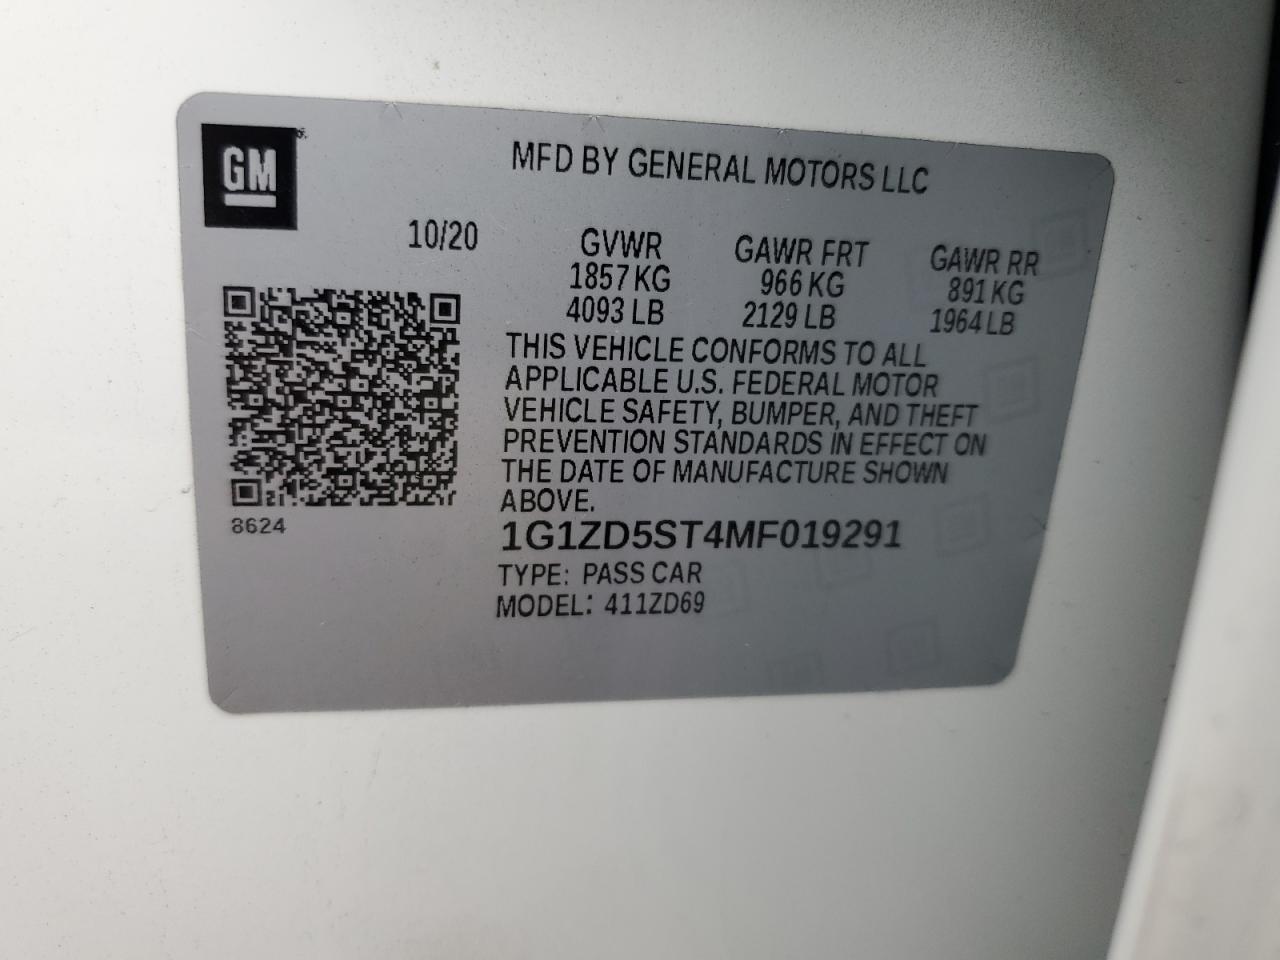 GM
MFD BY GENERAL MOTORS LLC
10/20
GVWR GAWR FRT GAWR RR
1857 KG 966 KG 891 KG
4093 LB 2129 LB 1964 LB
THIS VEHICLE CONFORMS TO ALL
APPLICABLE U.S. FEDERAL MOTOR
VEHICLE SAFETY, BUMPER, AND THEFT
PREVENTION STANDARDS IN EFFECT ON
THE DATE OF MANUFACTURE SHOWN
ABOVE.
8624
1G1ZD5ST4MF019291
TYPE: PASS CAR
MODEL: 411ZD69